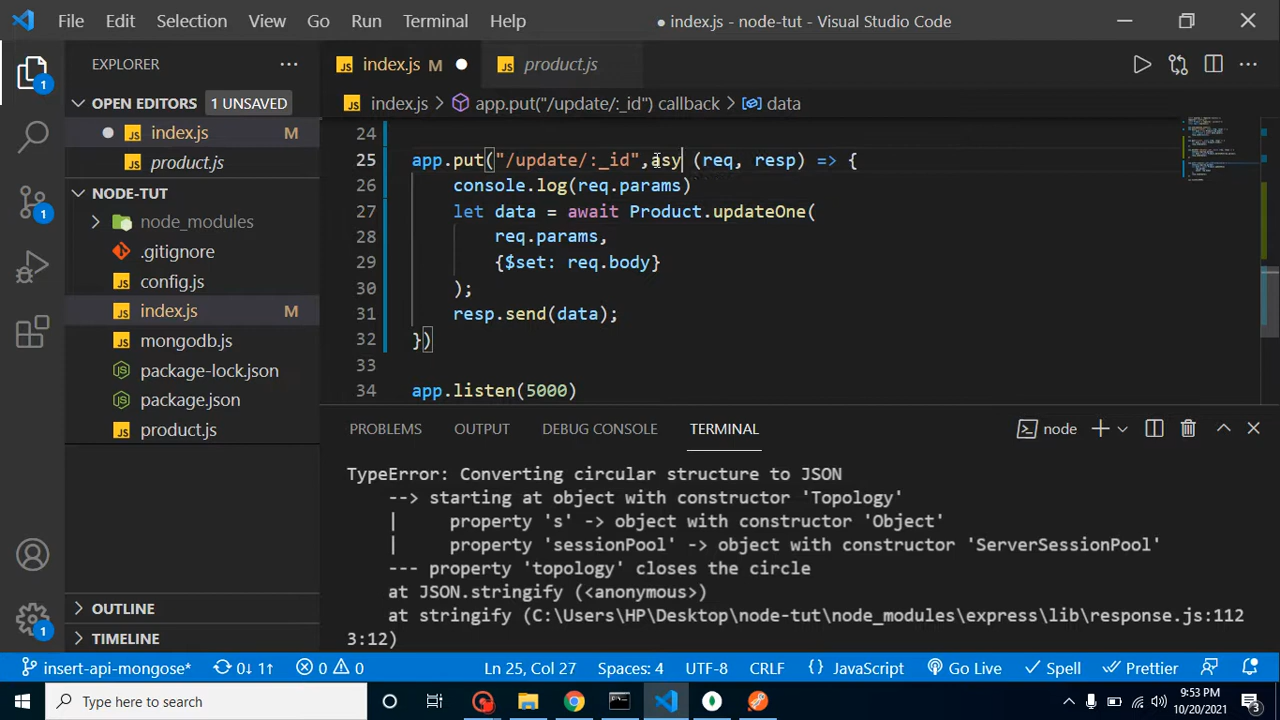 File Edit Selection View Go Run Terminal Help ● index.js - node-tut - Visual Studio Code
EXPLORER
index.js M
product.js
OPEN EDITORS 1 UNSAVED
index.js M
product.js
NODE-TUT
node_modules
.gitignore
config.js
index.js M
mongodb.js
package-lock.json
package.json
product.js
OUTLINE
TIMELINE
index.js > app.put("/update/:_id") callback > data
24
25 app.put("/update/:_id",asy (req, resp) => {
26 console.log(req.params)
27 let data = await Product.updateOne(
28 req.params,
29 {$set: req.body}
30 );
31 resp.send(data);
32 })
33
34 app.listen(5000)
PROBLEMS OUTPUT DEBUG CONSOLE TERMINAL node
TypeError: Converting circular structure to JSON
--> starting at object with constructor 'Topology'
| property 's' -> object with constructor 'Object'
| property 'sessionPool' -> object with constructor 'ServerSessionPool'
--- property 'topology' closes the circle
at JSON.stringify (<anonymous>)
at stringify (C:\Users\HP\Desktop\node-tut\node_modules\express\lib\response.js:112
3:12)
insert-api-mongose* 0↓ 1↑ 0 0 Ln 25, Col 27 Spaces: 4 UTF-8 CRLF {} JavaScript Go Live Spell Prettier
Type here to search
9:53 PM
10/20/2021
3
1
1
1